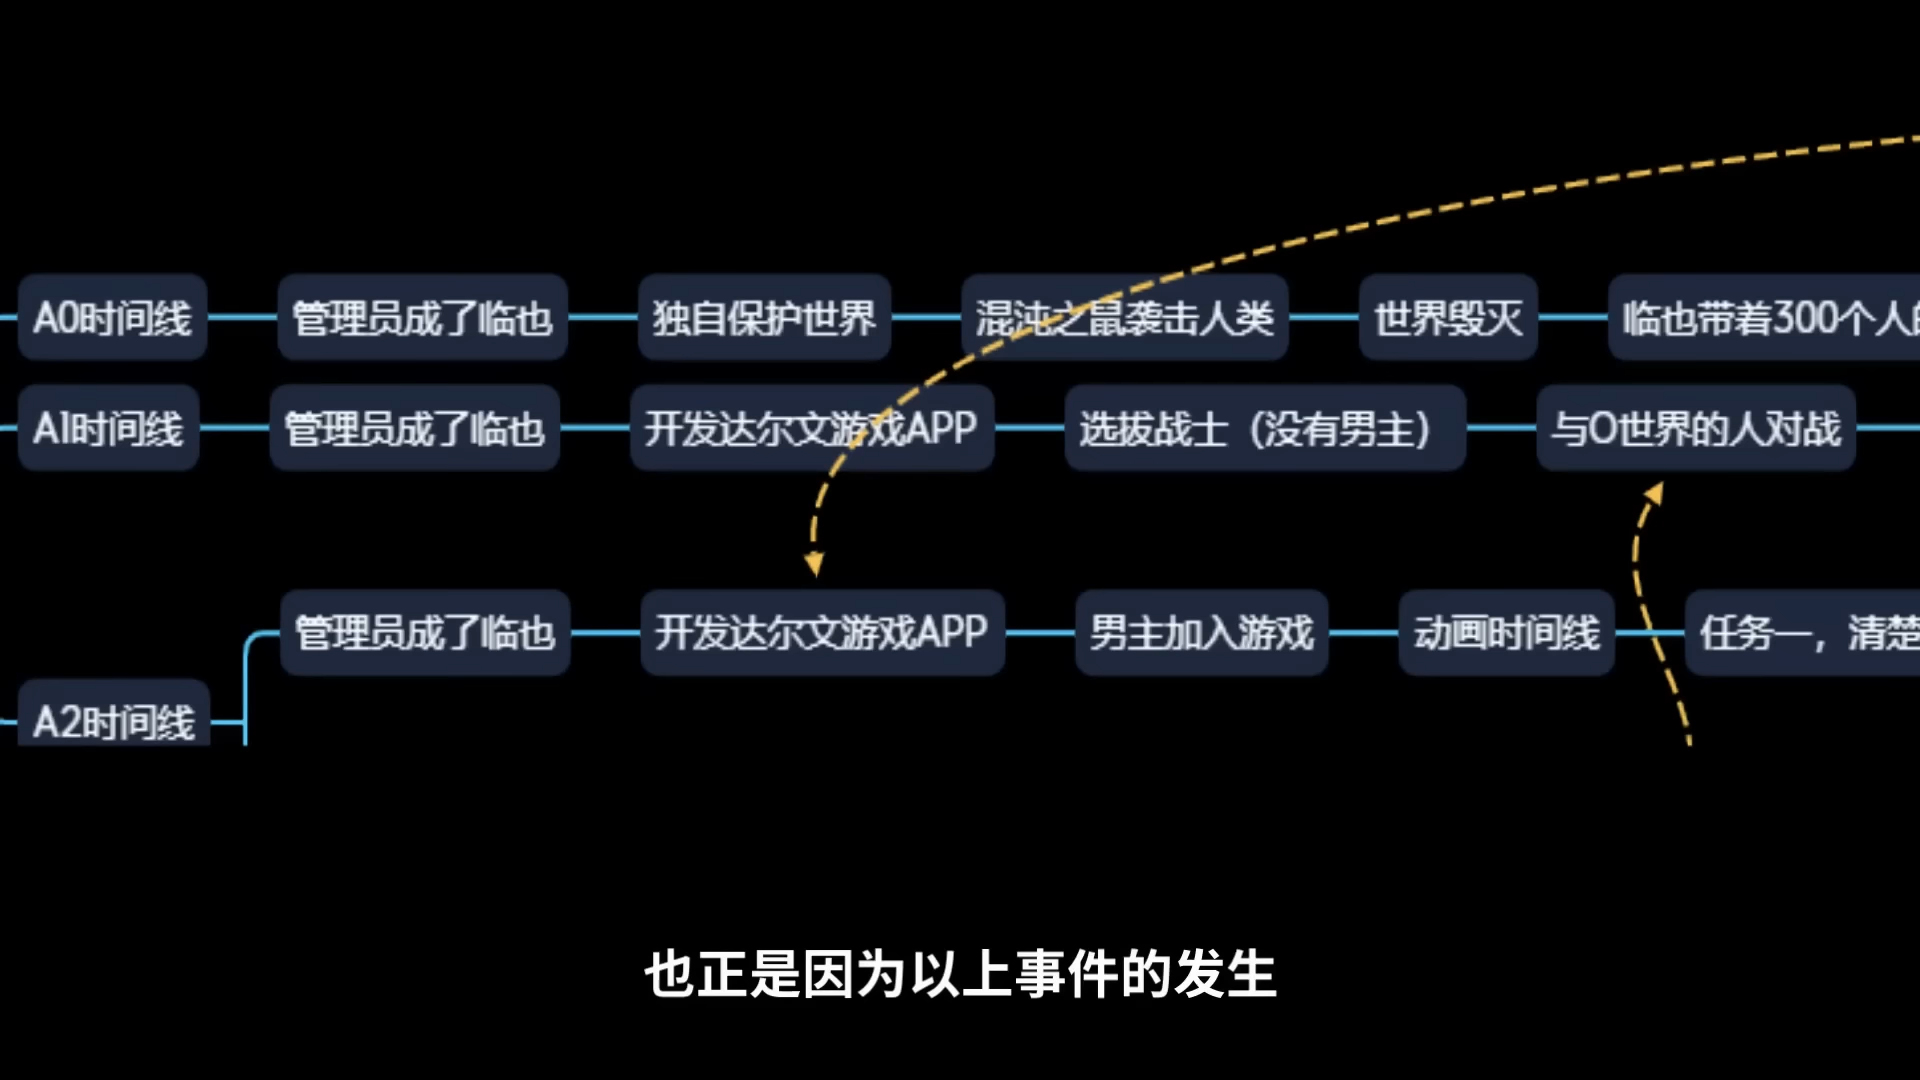 A0时间线
管理员成了临也
独自保护世界
混沌之鼠袭击人类
世界毁灭
临也带着300个人的
A1时间线
管理员成了临也
开发达尔文游戏APP
选拔战士（没有男主）
与O世界的人对战
管理员成了临也
开发达尔文游戏APP
男主加入游戏
动画时间线
任务一，清楚
A2时间线
也正是因为以上事件的发生